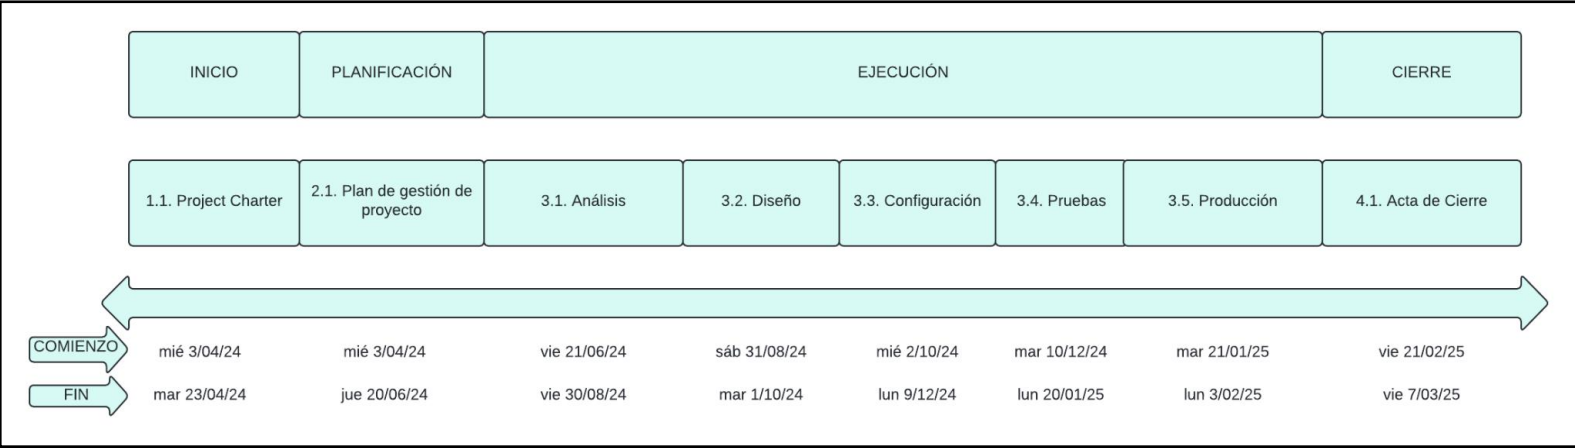 INICIO
PLANIFICACIÓN
EJECUCIÓN
CIERRE
1.1. Project Charter
2.1. Plan de gestión de
proyecto
3.1. Análisis
3.2. Diseño
3.3. Configuración
3.4. Pruebas
3.5. Producción
4.1. Acta de Cierre
COMIENZO
mié 3/04/24
mié 3/04/24
vie 21/06/24
sáb 31/08/24
mié 2/10/24
mar 10/12/24
mar 21/01/25
vie 21/02/25
FIN
mar 23/04/24
jue 20/06/24
vie 30/08/24
mar 1/10/24
lun 9/12/24
lun 20/01/25
lun 3/02/25
vie 7/03/25